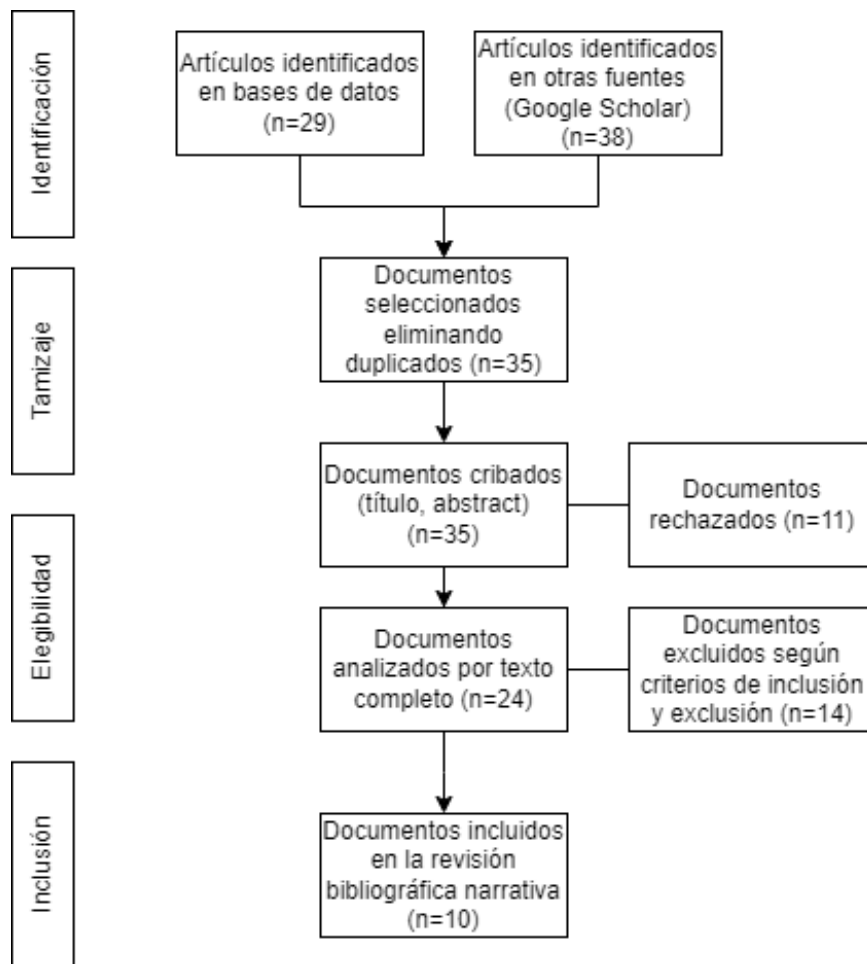 Identificación
Artículos identificados
en bases de datos
(n=29)
Artículos identificados
en otras fuentes
(Google Scholar)
(n=38)
Tamizaje
Documentos
seleccionados
eliminando
duplicados (n=35)
Documentos cribados
(título, abstract)
(n=35)
Documentos
rechazados (n=11)
Elegibilidad
Documentos
analizados por texto
completo (n=24)
Documentos
excluidos según
criterios de inclusión
y exclusión (n=14)
Inclusión
Documentos incluidos
en la revisión
bibliográfica narrativa
(n=10)